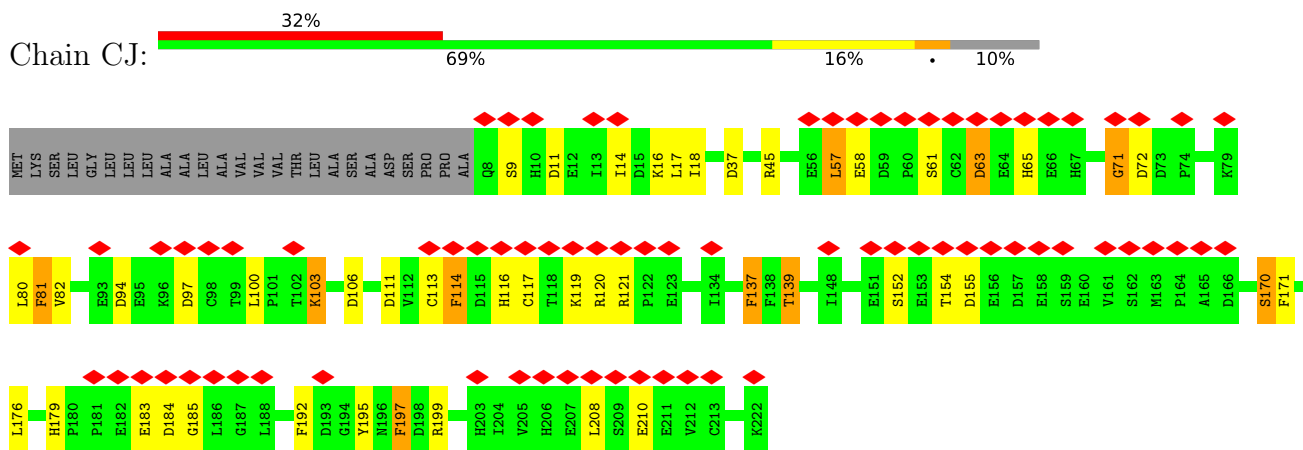 32%
Chain CJ:
69% 16% • 10%
MET LYS SER LEU GLY LEU LEU LEU LEU ALA ALA LEU ALA VAL VAL VAL THR LEU ALA SER ALA ASP SER PRO PRO ALA Q8 S9 H10 D11 E12 I13 I14 D15 K16 L17 I18 D37 R45 E56 L57 E58 D59 P60 S61 C62 D63 E64 H65 E66 H67 G71 D72 D73 P74 K79
L80 F81 V82 E93 D94 E95 K96 D97 C98 T99 L100 P101 T102 K103 D106 D111 V112 C113 F114 D115 H116 C117 T118 K119 R120 R121 P122 E123 I134 F137 F138 T139 I148 E151 S152 E153 T154 D155 E156 D157 E158 S159 E160 V161 S162 M163 P164 A165 D166 S170 F171
L176 H179 P180 P181 E182 E183 D184 G185 L186 G187 L188 F192 D193 G194 Y195 N196 F197 D198 R199 H203 I204 V205 H206 E207 L208 S209 E210 E211 V212 C213 K222